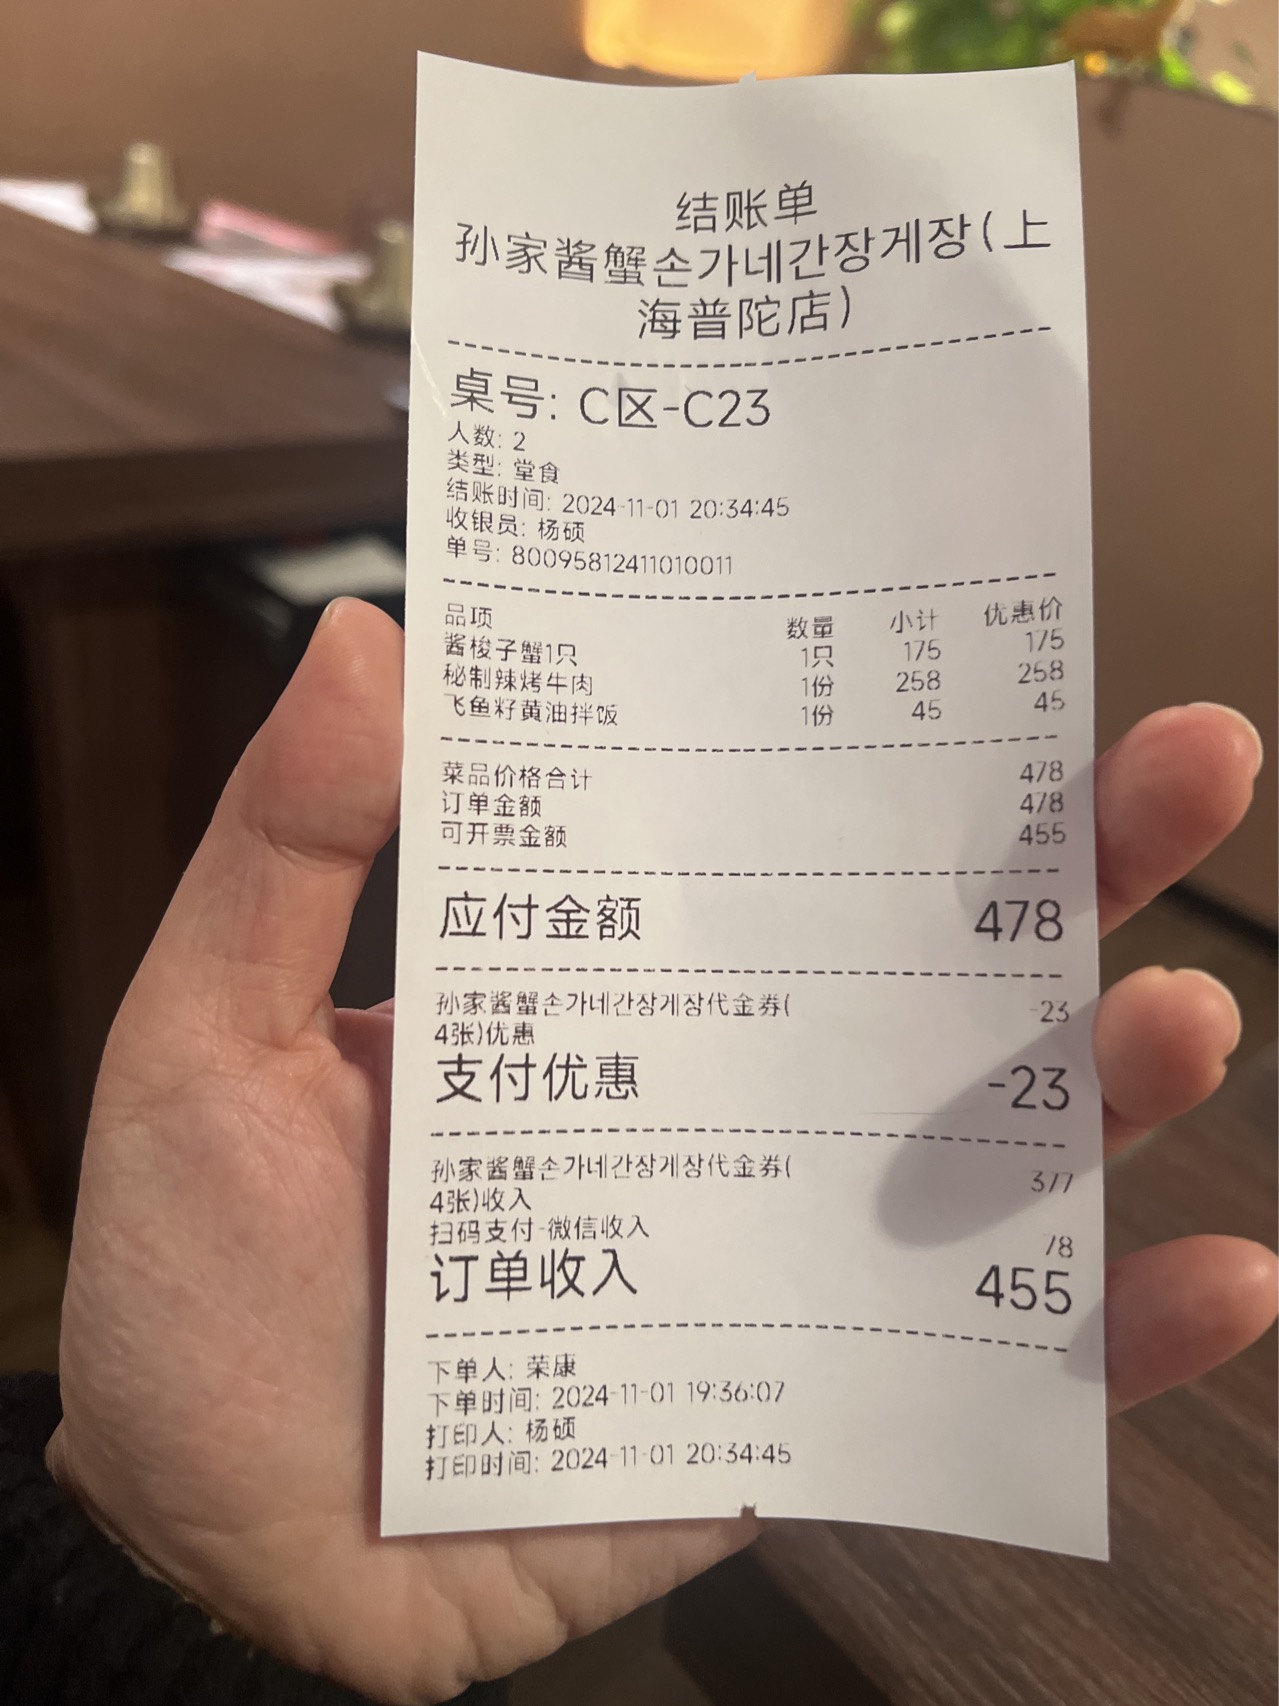 结账单
孙家酱蟹손가네간장게장(上
海普陀店)
桌号: C区-C23
人数: 2
类型: 堂食
结账时间: 2024-11-01 20:34:45
收银员: 杨硕
单号: 80095812411010011
品项 数量 小计 优惠价
酱梭子蟹1只 1只 175 175
秘制辣烤牛肉 1份 258 258
飞鱼籽黄油拌饭 1份 45 45
菜品价格合计 478
订单金额 478
可开票金额 455
应付金额 478
孙家酱蟹손가네간장게장代金券( -23
4张)优惠
支付优惠 -23
孙家酱蟹손가네간장게장代金券( 377
4张)收入
扫码支付-微信收入 78
订单收入 455
下单人: 荣康
下单时间: 2024-11-01 19:36:07
打印人: 杨硕
打印时间: 2024-11-01 20:34:45